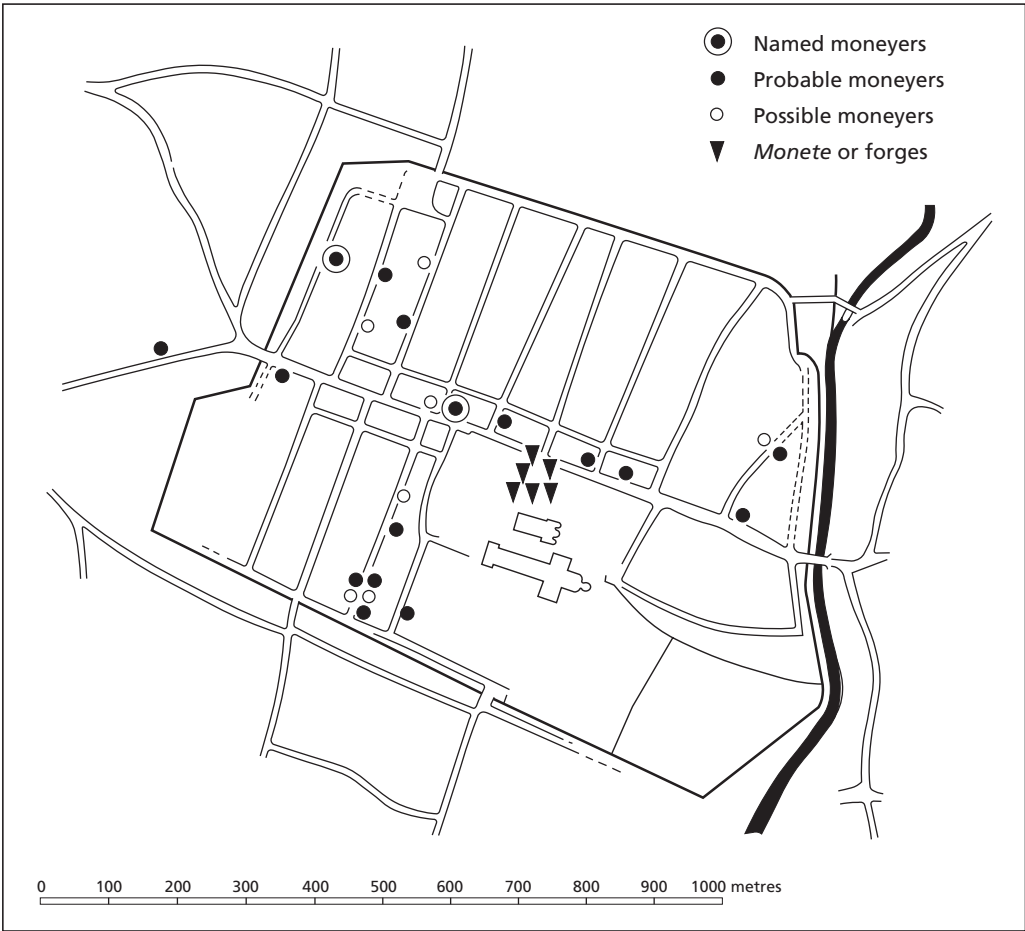 Named moneyers
Probable moneyers
Possible moneyers
Monete or forges
0 100 200 300 400 500 600 700 800 900 1000 metres